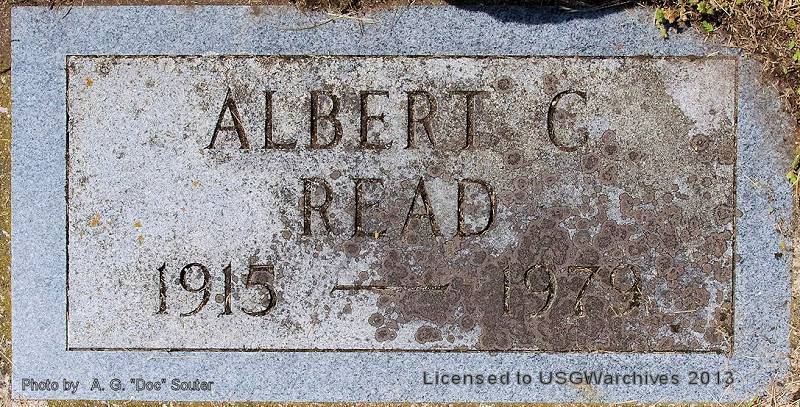 ALBERT C
READ
1915 — 1979
Photo by A. G. "Doc" Souter
Licensed to USGWarchives 2013